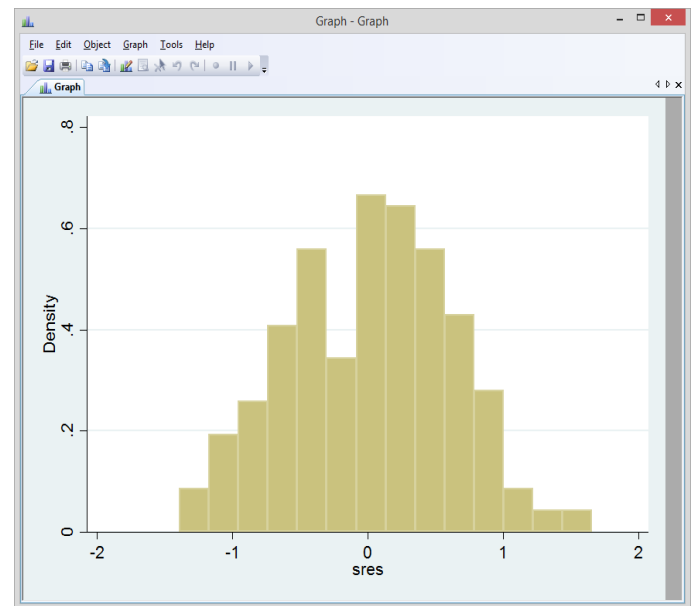 Graph - Graph
File Edit Object Graph Tools Help
Graph
.8
.6
.4
.2
0
Density
-2 -1 0 1 2
sres